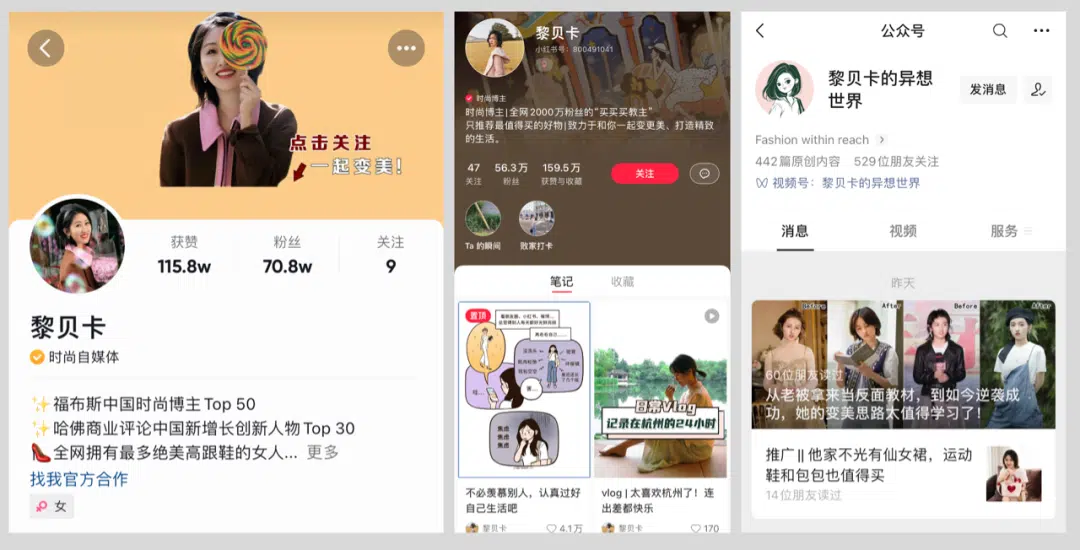 点击关注
一起变美!
获赞
粉丝
关注
115.8w
70.8w
9
黎贝卡
时尚自媒体
✨福布斯中国时尚博主Top 50
✨哈佛商业评论中国新增长创新人物Top 30
👠全网拥有最多绝美高跟鞋的女人... 更多
找我官方合作
女
黎贝卡
小红书号：800491041
时尚博主
时尚博主|全网2000万粉丝的“买买买教主”
只推荐最值得买的好物|致力于和你一起变更美、打造精致
的生活。
47
56.3万
159.5万
关注
粉丝
获赞与收藏
关注
Ta 的瞬间
败家打卡
笔记
收藏
置顶
焦虑
焦虑
焦虑
日常Vlog
记录在杭州的24小时
不必羡慕别人，认真过好
自己生活吧
黎贝卡
4.1万
vlog | 太喜欢杭州了！连
出差都快乐
黎贝卡
170
公众号
黎贝卡的异想
世界
发消息
Fashion within reach
442篇原创内容 529位朋友关注
视频号：黎贝卡的异想世界
消息
视频
服务
昨天
Before
After
Before
After
60位朋友读过
从老被拿来当反面教材，到如今逆袭成
功，她的变美思路太值得学习了！
推广 || 他家不光有仙女裙，运动
鞋和包包也值得买
14位朋友读过